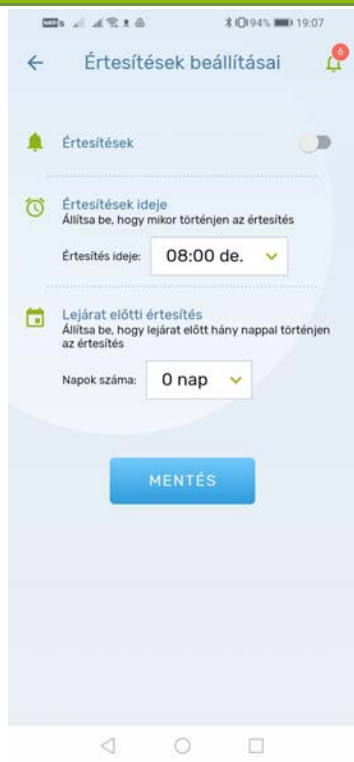 94% 19:07
Értesítések beállításai
6
Értesítések
Értesítések ideje
Állítsa be, hogy mikor történjen az értesítés
Értesítés ideje: 08:00 de.
Lejárat előtti értesítés
Állítsa be, hogy lejárat előtt hány nappal történjen
az értesítés
Napok száma: 0 nap
MENTÉS